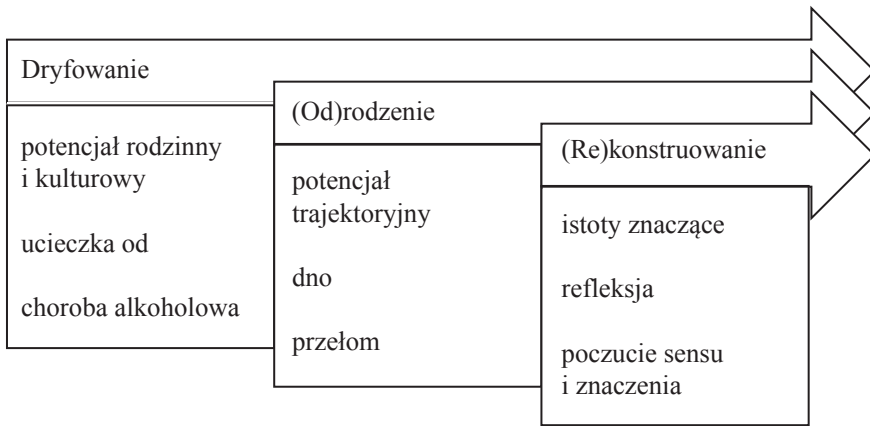 Dryfowanie
potencjał rodzinny
i kulturowy
ucieczka od
choroba alkoholowa
(Od)rodzenie
potencjał
trajektoryjny
dno
przełom
(Re)konstruowanie
istoty znaczące
refleksja
poczucie sensu
i znaczenia